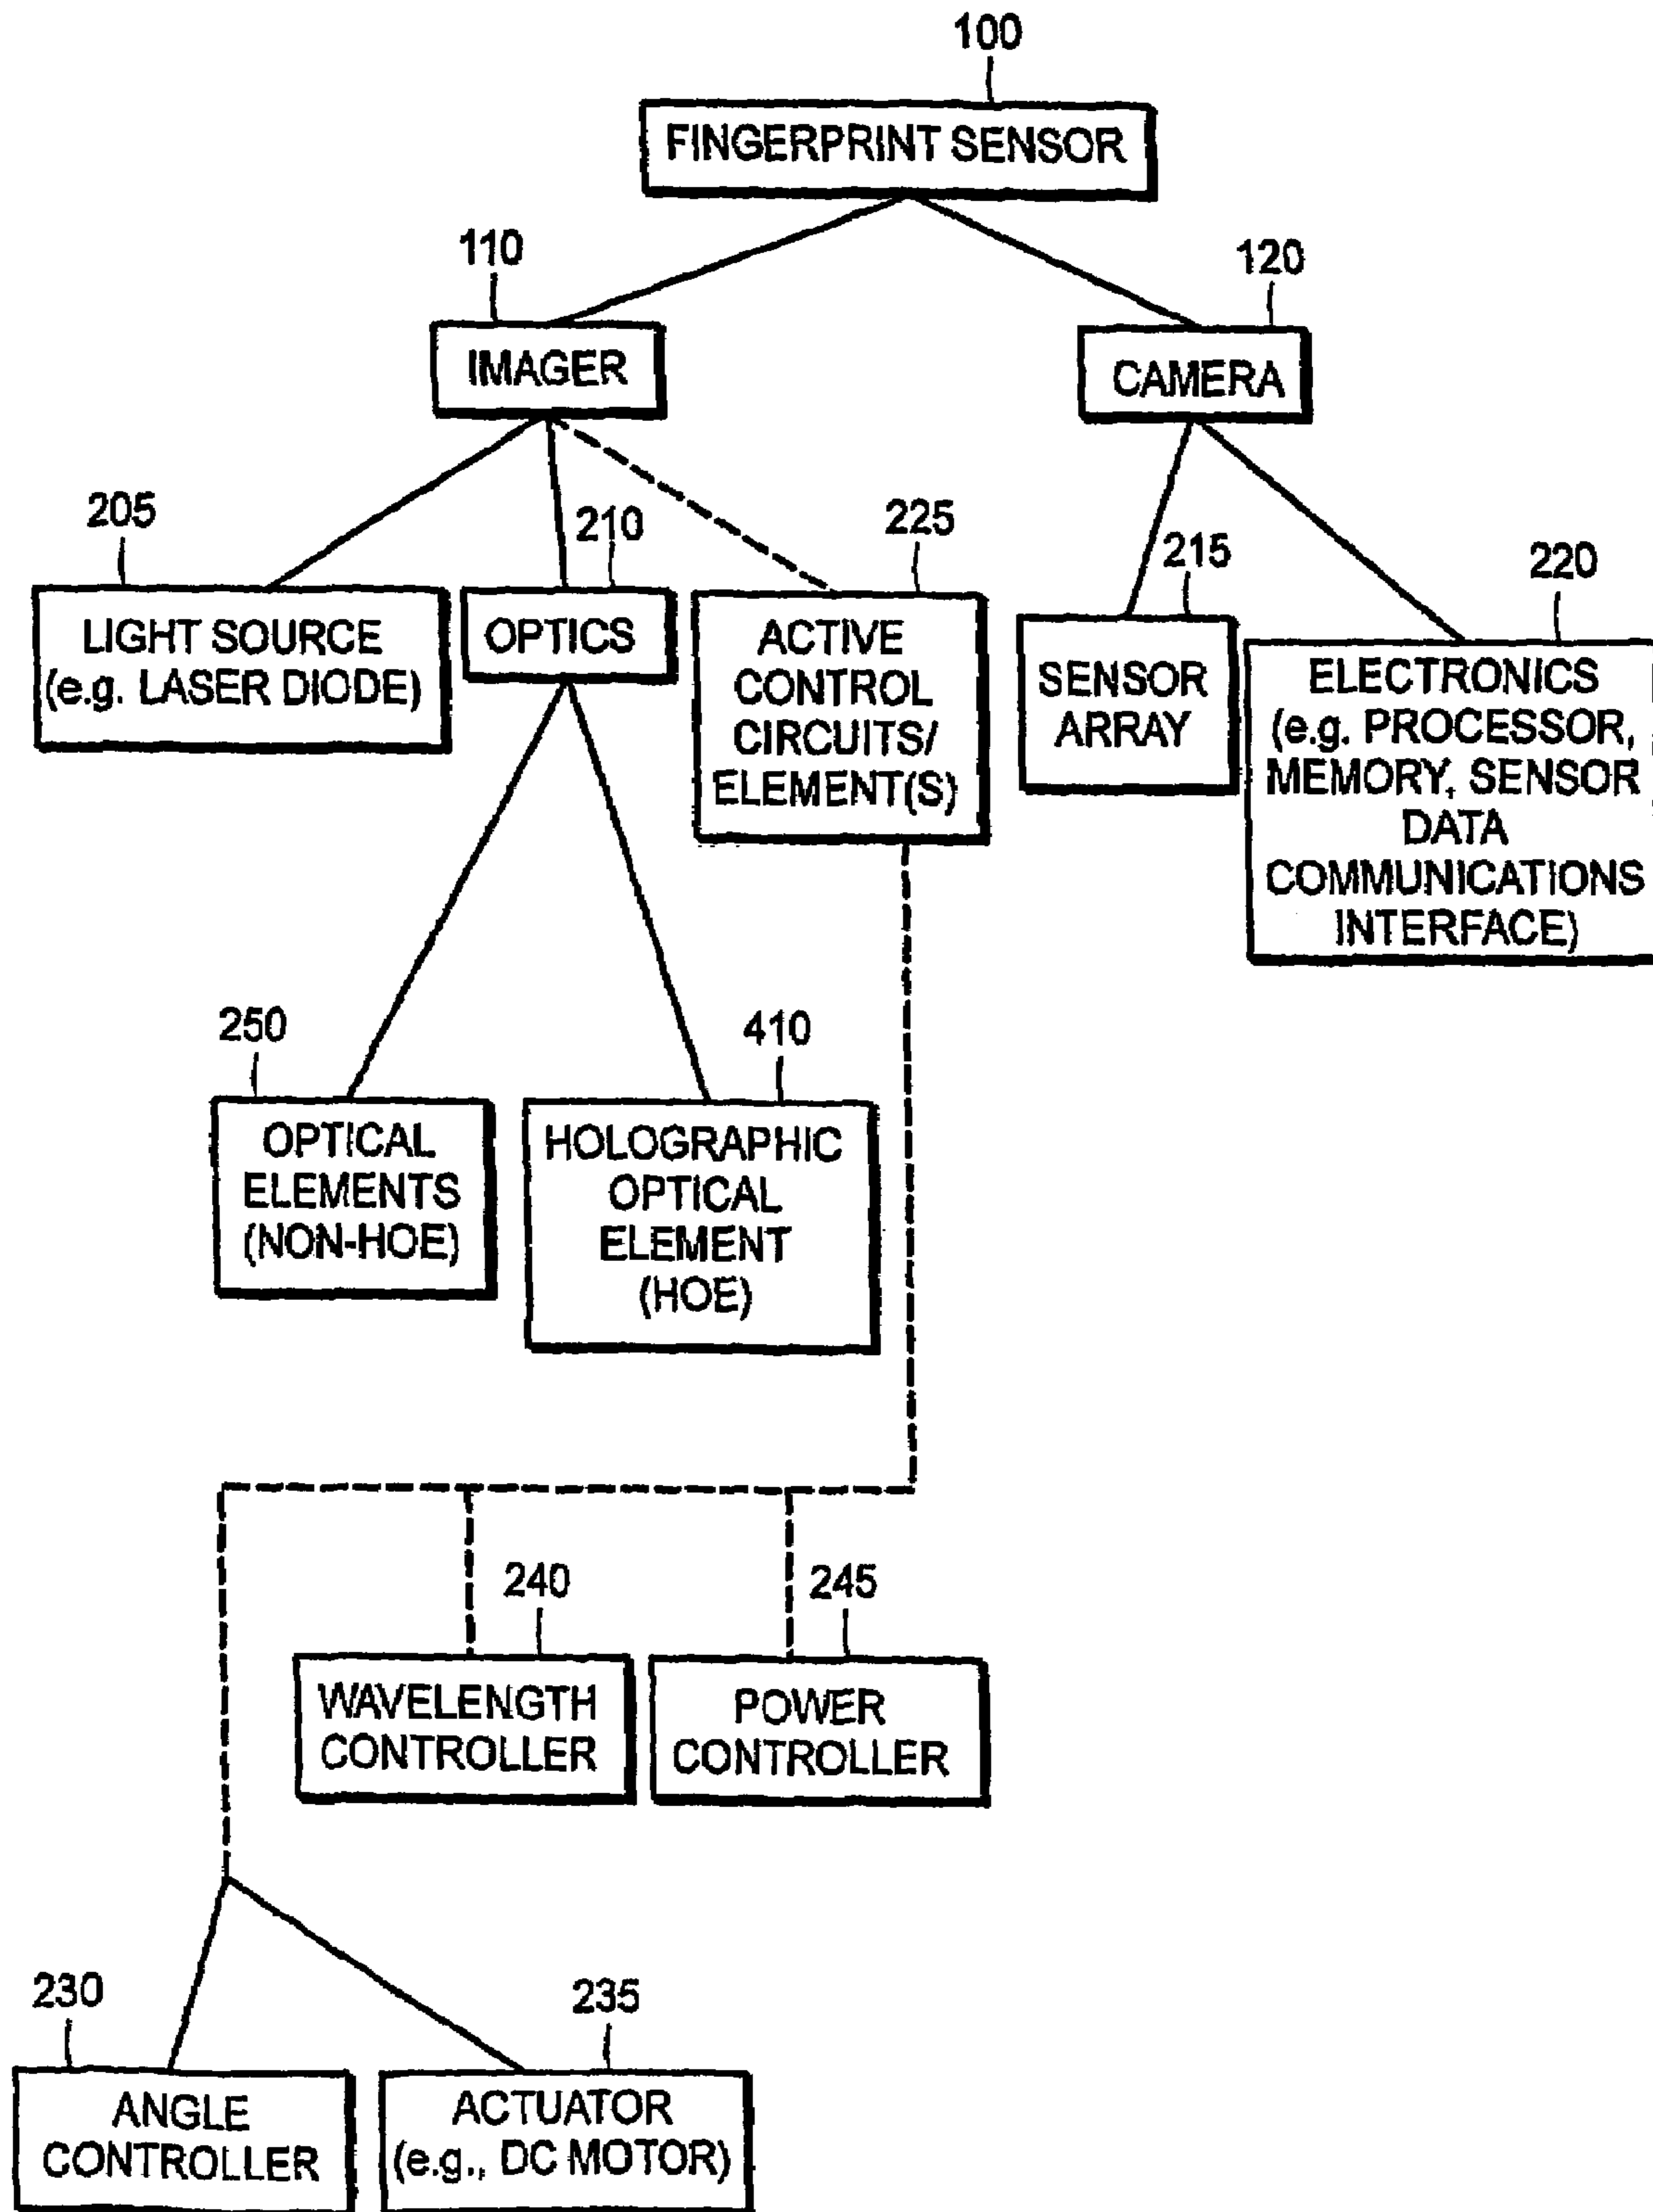 100
FINGERPRINT SENSOR
110
120
IMAGER
CAMERA
205
210
225
215
220
LIGHT SOURCE
(e.g. LASER DIODE)
OPTICS
ACTIVE
CONTROL
CIRCUITS/
ELEMENT(S)
SENSOR
ARRAY
ELECTRONICS
(e.g. PROCESSOR,
MEMORY, SENSOR
DATA
COMMUNICATIONS
INTERFACE)
250
410
OPTICAL
ELEMENTS
(NON-HOE)
HOLOGRAPHIC
OPTICAL
ELEMENT
(HOE)
240
245
WAVELENGTH
CONTROLLER
POWER
CONTROLLER
230
235
ANGLE
CONTROLLER
ACTUATOR
(e.g., DC MOTOR)